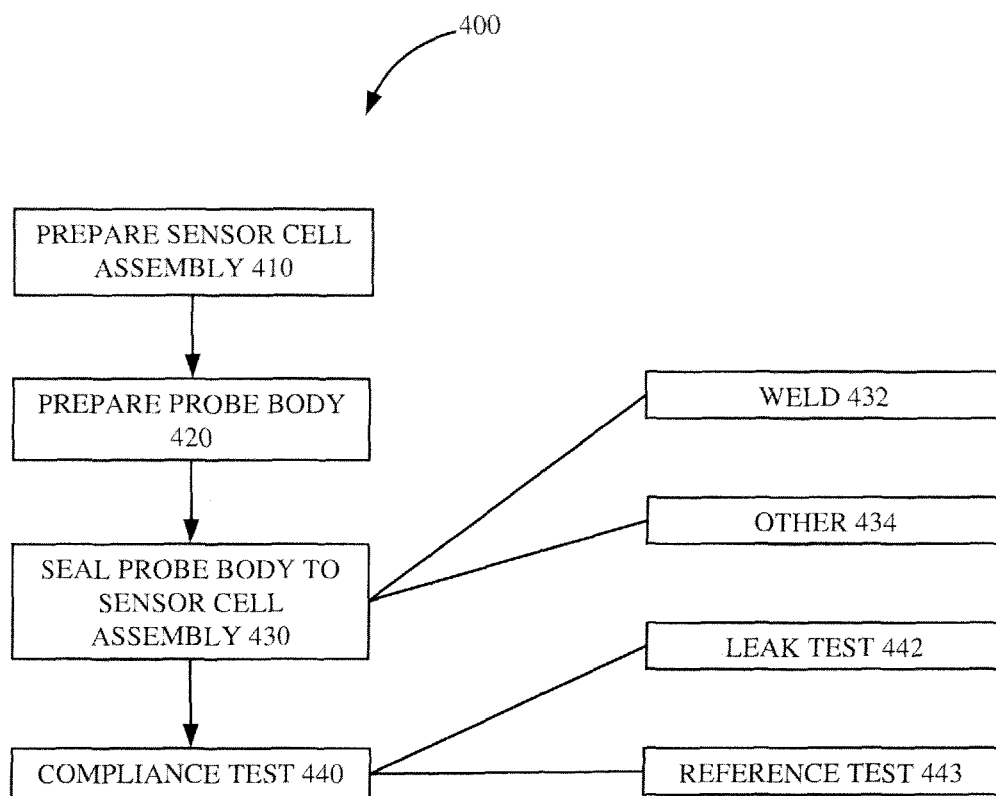 400
PREPARE SENSOR CELL
ASSEMBLY 410
PREPARE PROBE BODY
420
SEAL PROBE BODY TO
SENSOR CELL
ASSEMBLY 430
COMPLIANCE TEST 440
WELD 432
OTHER 434
LEAK TEST 442
REFERENCE TEST 443